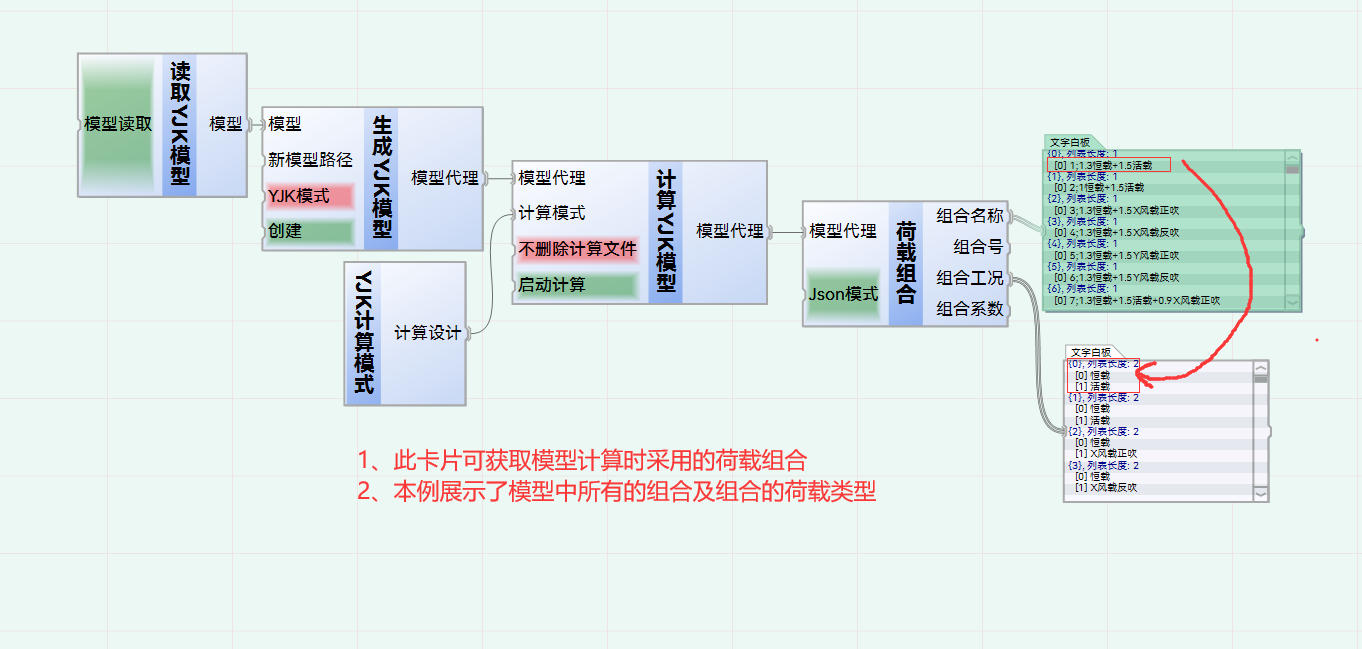 读取YJK模型
模型读取
模型
生成YJK模型
模型
新模型路径
YJK模式
创建
模型代理
YJK计算模式
计算设计
计算YJK模型
模型代理
计算模式
不删除计算文件
启动计算
模型代理
荷载组合
模型代理
Json模式
组合名称
组合号
组合工况
组合系数
文字白板
{0}, 列表长度: 1
[0] 1;1.3恒载+1.5活载
{1}, 列表长度: 1
[0] 2;1恒载+1.5活载
{2}, 列表长度: 1
[0] 3;1.3恒载+1.5X风载正吹
{3}, 列表长度: 1
[0] 4;1.3恒载+1.5X风载反吹
{4}, 列表长度: 1
[0] 5;1.3恒载+1.5Y风载正吹
{5}, 列表长度: 1
[0] 6;1.3恒载+1.5Y风载反吹
{6}, 列表长度: 1
[0] 7;1.3恒载+1.5活载+0.9X风载正吹
文字白板
{0}, 列表长度: 2
[0] 恒载
[1] 活载
{1}, 列表长度: 2
[0] 恒载
[1] 活载
{2}, 列表长度: 2
[0] 恒载
[1] X风载正吹
{3}, 列表长度: 2
[0] 恒载
[1] X风载反吹
1、此卡片可获取模型计算时采用的荷载组合
2、本例展示了模型中所有的组合及组合的荷载类型